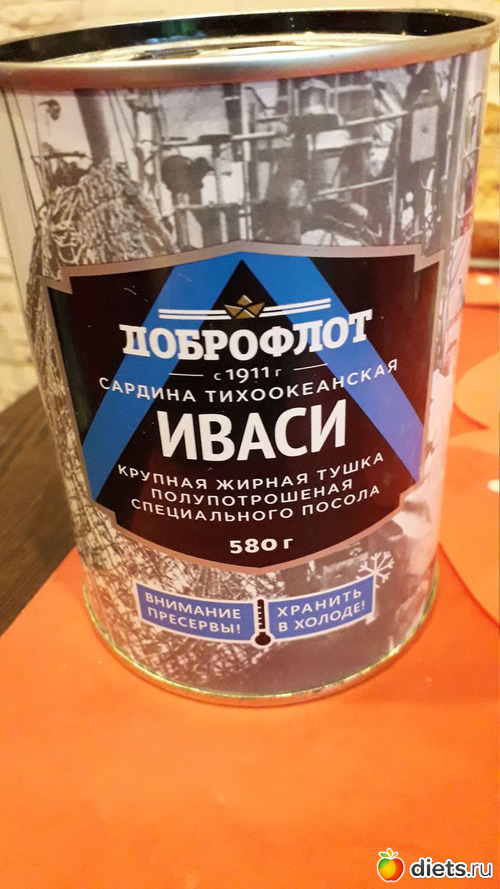 ДОБРОФЛОТ
с 1911 г
САРДИНА ТИХООКЕАНСКАЯ
ИВАСИ
КРУПНАЯ ЖИРНАЯ ТУШКА
ПОЛУПОТРОШЕНАЯ
СПЕЦИАЛЬНОГО ПОСОЛА
580 г
ВНИМАНИЕ
ПРЕСЕРВЫ!
ХРАНИТЬ
В ХОЛОДЕ!
diets.ru